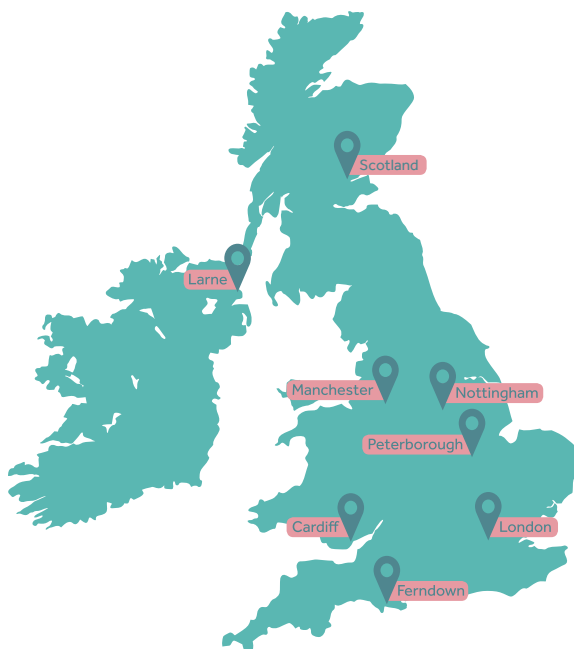 Scotland
Larne
Manchester
Nottingham
Peterborough
Cardiff
London
Ferndown